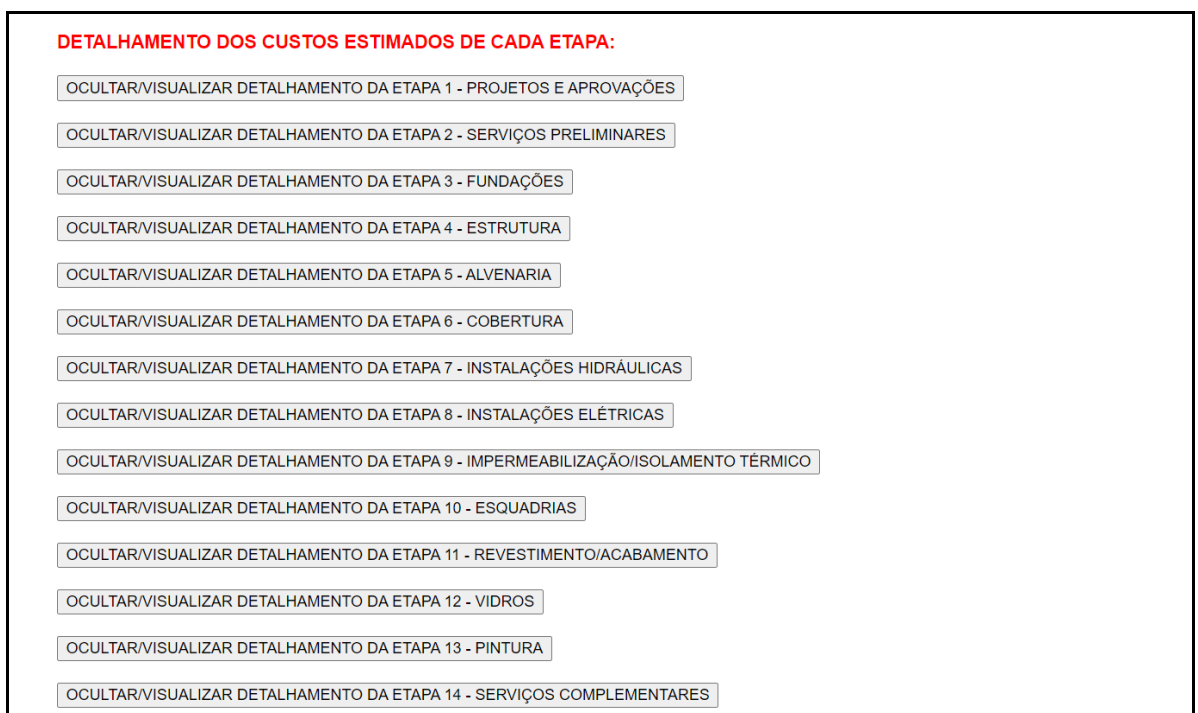 DETALHAMENTO DOS CUSTOS ESTIMADOS DE CADA ETAPA:
OCULTAR/VISUALIZAR DETALHAMENTO DA ETAPA 1 - PROJETOS E APROVAÇÕES
OCULTAR/VISUALIZAR DETALHAMENTO DA ETAPA 2 - SERVIÇOS PRELIMINARES
OCULTAR/VISUALIZAR DETALHAMENTO DA ETAPA 3 - FUNDAÇÕES
OCULTAR/VISUALIZAR DETALHAMENTO DA ETAPA 4 - ESTRUTURA
OCULTAR/VISUALIZAR DETALHAMENTO DA ETAPA 5 - ALVENARIA
OCULTAR/VISUALIZAR DETALHAMENTO DA ETAPA 6 - COBERTURA
OCULTAR/VISUALIZAR DETALHAMENTO DA ETAPA 7 - INSTALAÇÕES HIDRÁULICAS
OCULTAR/VISUALIZAR DETALHAMENTO DA ETAPA 8 - INSTALAÇÕES ELÉTRICAS
OCULTAR/VISUALIZAR DETALHAMENTO DA ETAPA 9 - IMPERMEABILIZAÇÃO/ISOLAMENTO TÉRMICO
OCULTAR/VISUALIZAR DETALHAMENTO DA ETAPA 10 - ESQUADRIAS
OCULTAR/VISUALIZAR DETALHAMENTO DA ETAPA 11 - REVESTIMENTO/ACABAMENTO
OCULTAR/VISUALIZAR DETALHAMENTO DA ETAPA 12 - VIDROS
OCULTAR/VISUALIZAR DETALHAMENTO DA ETAPA 13 - PINTURA
OCULTAR/VISUALIZAR DETALHAMENTO DA ETAPA 14 - SERVIÇOS COMPLEMENTARES